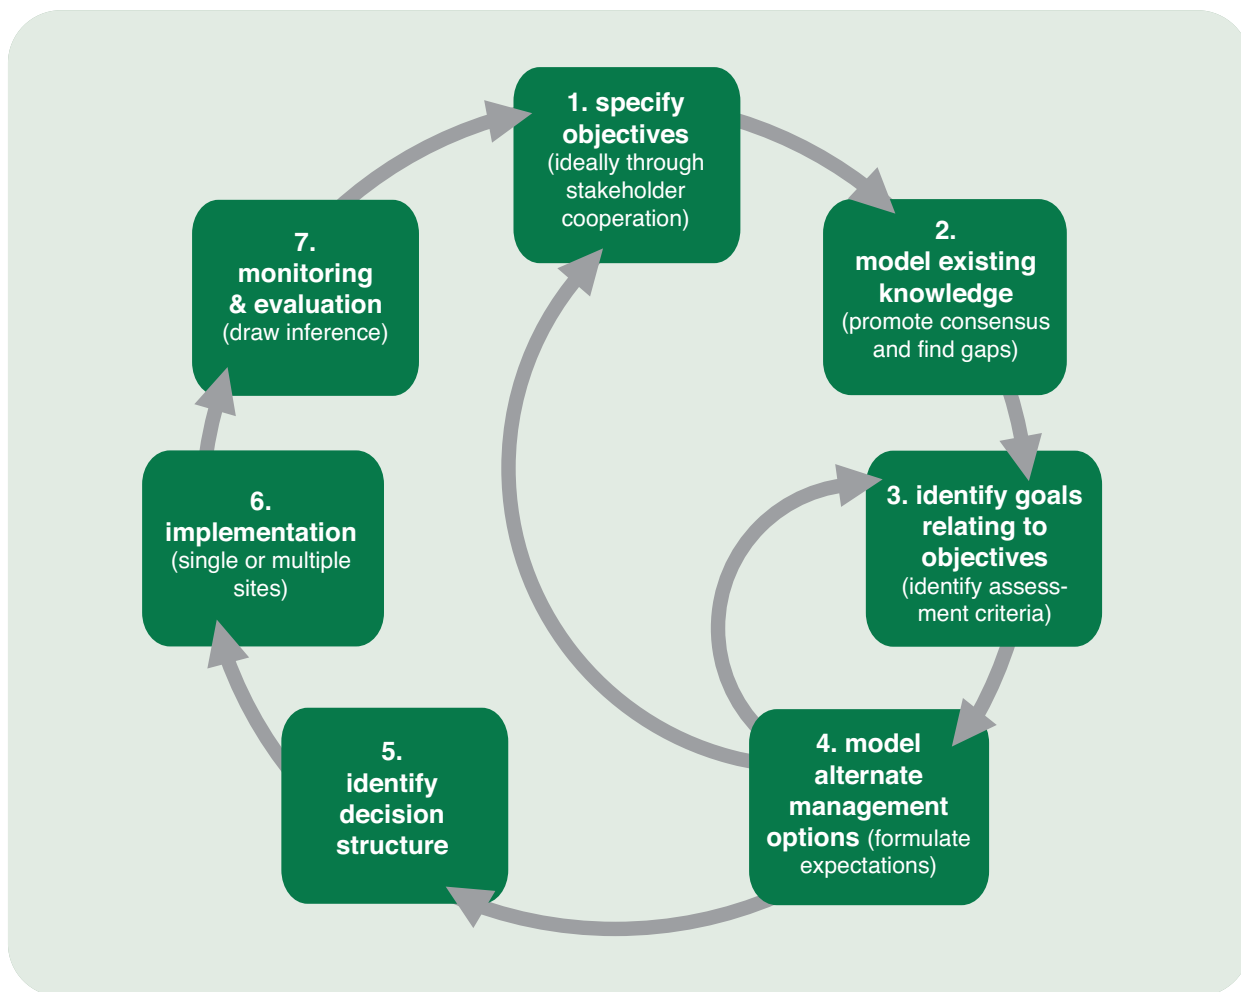 1. specify
objectives
(ideally through
stakeholder
cooperation)
2.
model existing
knowledge
(promote consensus
and find gaps)
3. identify goals
relating to
objectives
(identify assess-
ment criteria)
4. model
alternate
management
options (formulate
expectations)
5.
identify
decision
structure
6.
implementation
(single or multiple
sites)
7.
monitoring
& evaluation
(draw inference)